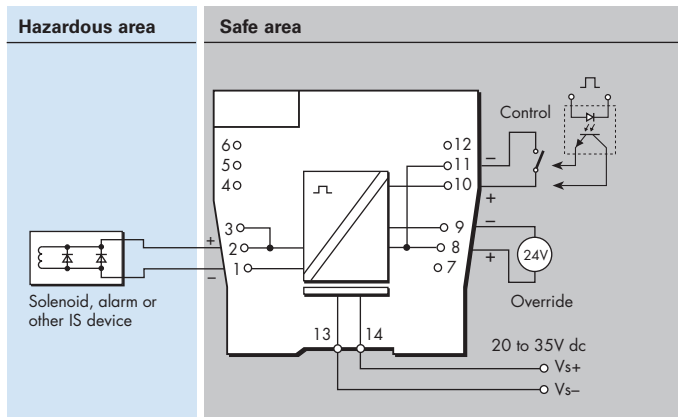 Hazardous area
Safe area
Control
6
5
4
3
2
1
+
–
12
11
10
9
8
7
–
+
–
+
24V
Override
Solenoid, alarm or
other IS device
13
14
20 to 35V dc
Vs+
Vs–